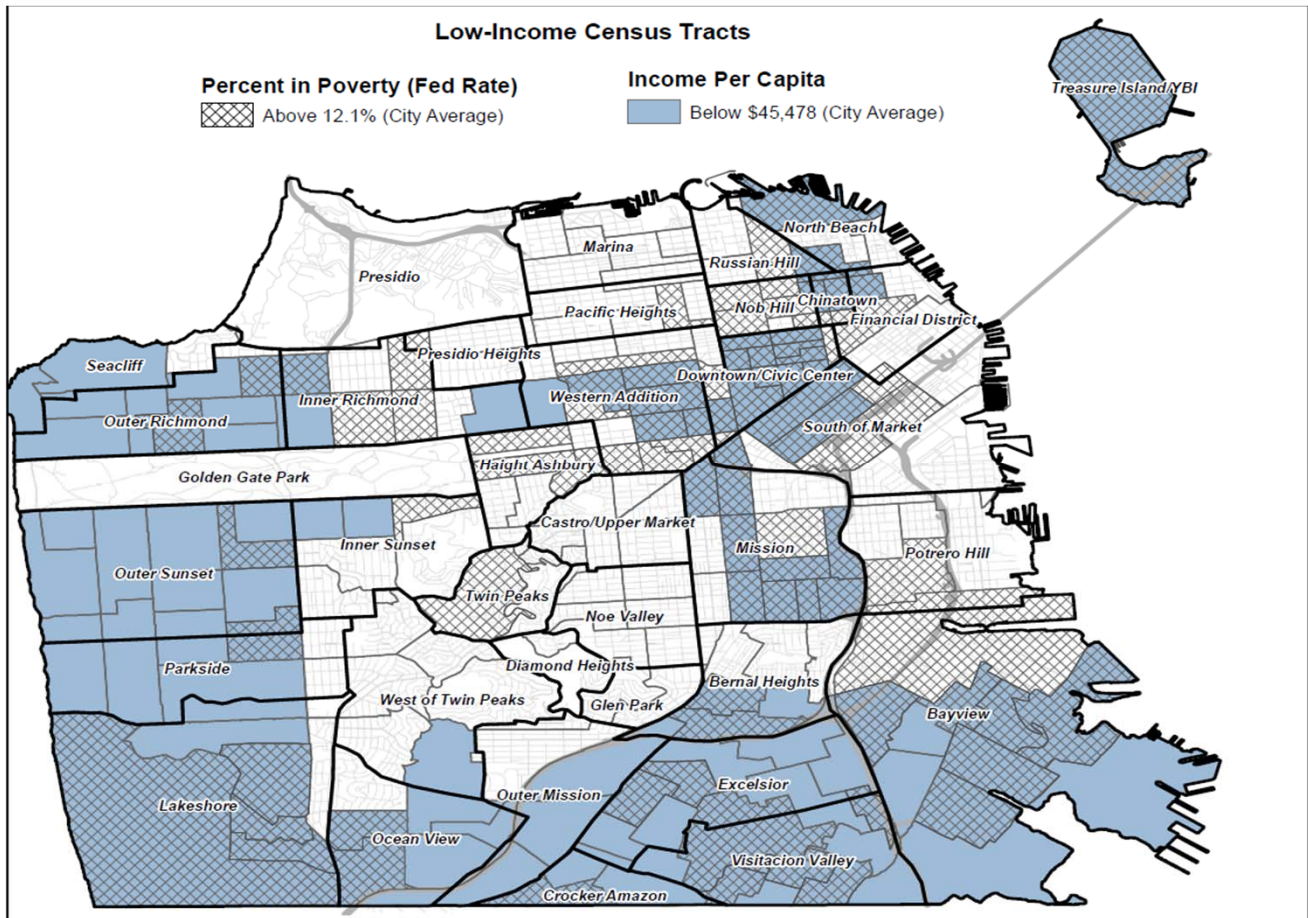 Low-Income Census Tracts
Percent in Poverty (Fed Rate)
Above 12.1% (City Average)
Income Per Capita
Below $45,478 (City Average)
Treasure Island/YBI
North Beach
Marina
Russian Hill
Presidio
Chinatown
Nob Hill
Pacific Heights
Financial District
Presidio Heights
Seacliff
Downtown/Civic Center
Western Addition
Inner Richmond
Outer Richmond
South of Market
Haight Ashbury
Golden Gate Park
Castro/Upper Market
Inner Sunset
Mission
Potrero Hill
Outer Sunset
Twin Peaks
Noe Valley
Diamond Heights
Parkside
Bernal Heights
West of Twin Peaks
Glen Park
Bayview
Excelsior
Outer Mission
Lakeshore
Ocean View
Visitacion Valley
Crocker Amazon